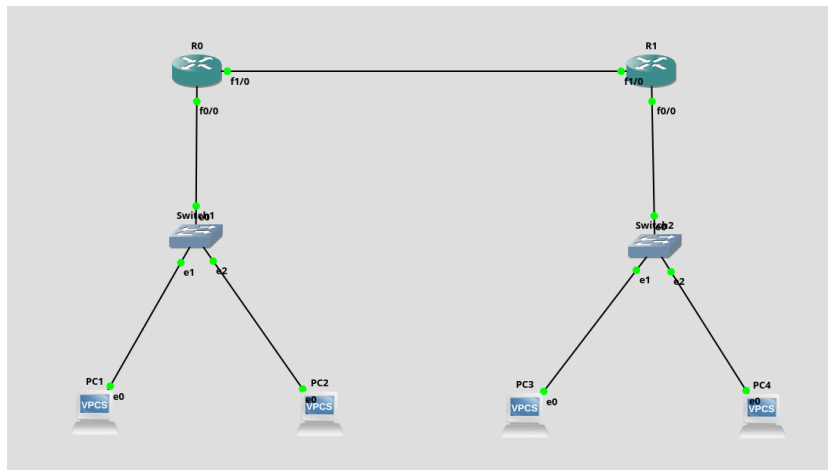 R0
R1
f1/0
f1/0
f0/0
f0/0
Switch1
e0
Switch2
e0
e1
e2
e1
e2
PC1
e0
VPCS
PC2
e0
VPCS
PC3
e0
VPCS
PC4
e0
VPCS